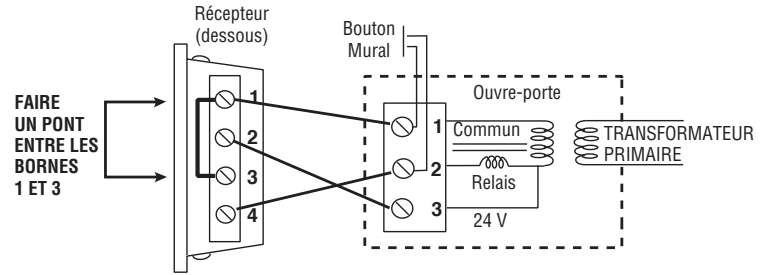 Récepteur
(dessous)
Bouton
Mural
Ouvre-porte
FAIRE
UN PONT
ENTRE LES
BORNES
1 ET 3
1
2
3
4
1
2
3
Commun
Relais
24 V
TRANSFORMATEUR
PRIMAIRE